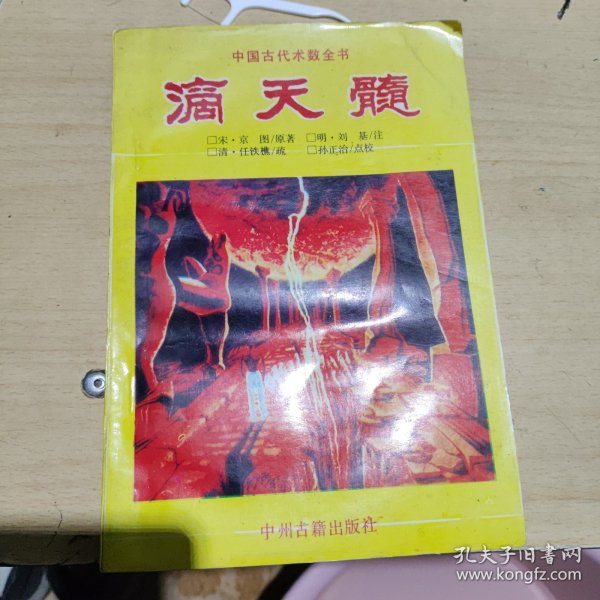 中国古代术数全书
滴天髓
□宋·京 图/原著 □明·刘 基/注
□清·任铁樵/疏 □孙正治/点校
中州古籍出版社
孔夫子旧书网
www.kongfz.com